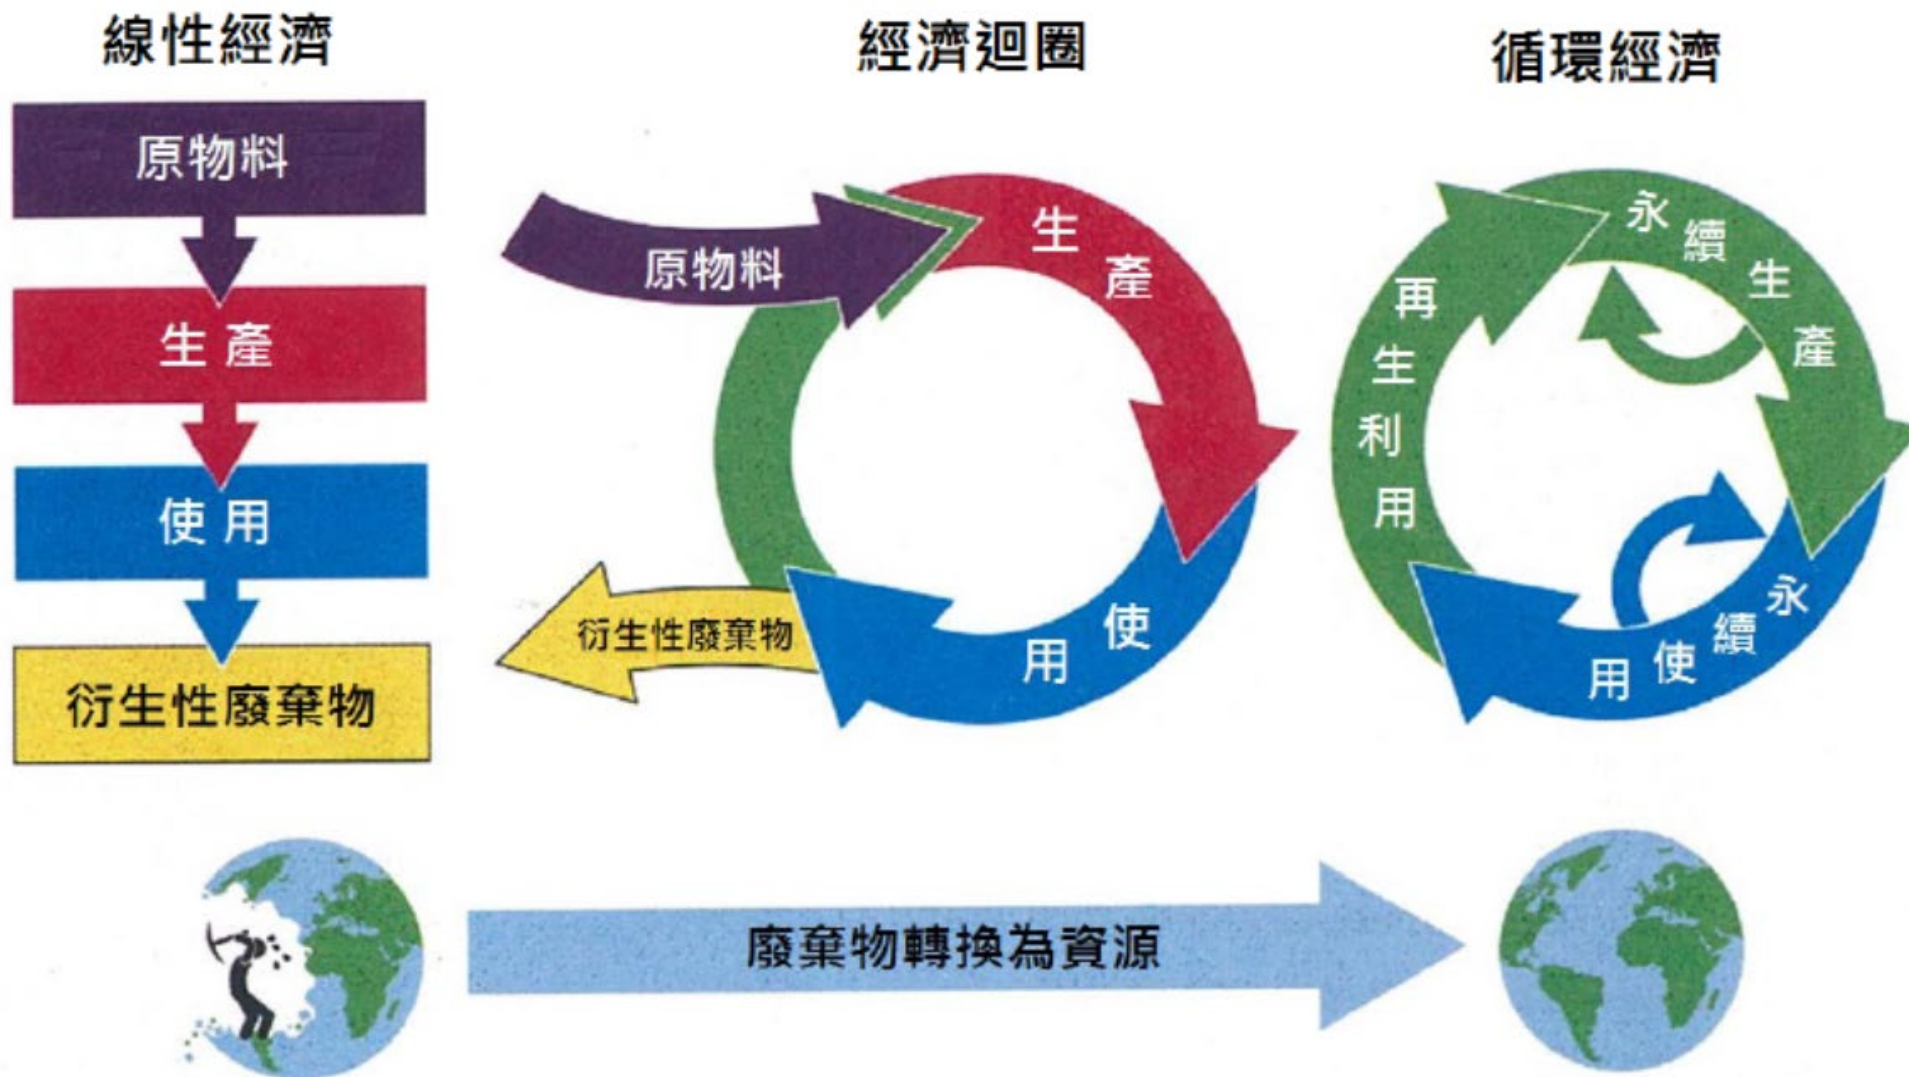 線性經濟
原物料
生產
使用
衍生性廢棄物
經濟迴圈
原物料
生產
使用
衍生性廢棄物
循環經濟
永續生產
永續使用
再生利用
廢棄物轉換為資源